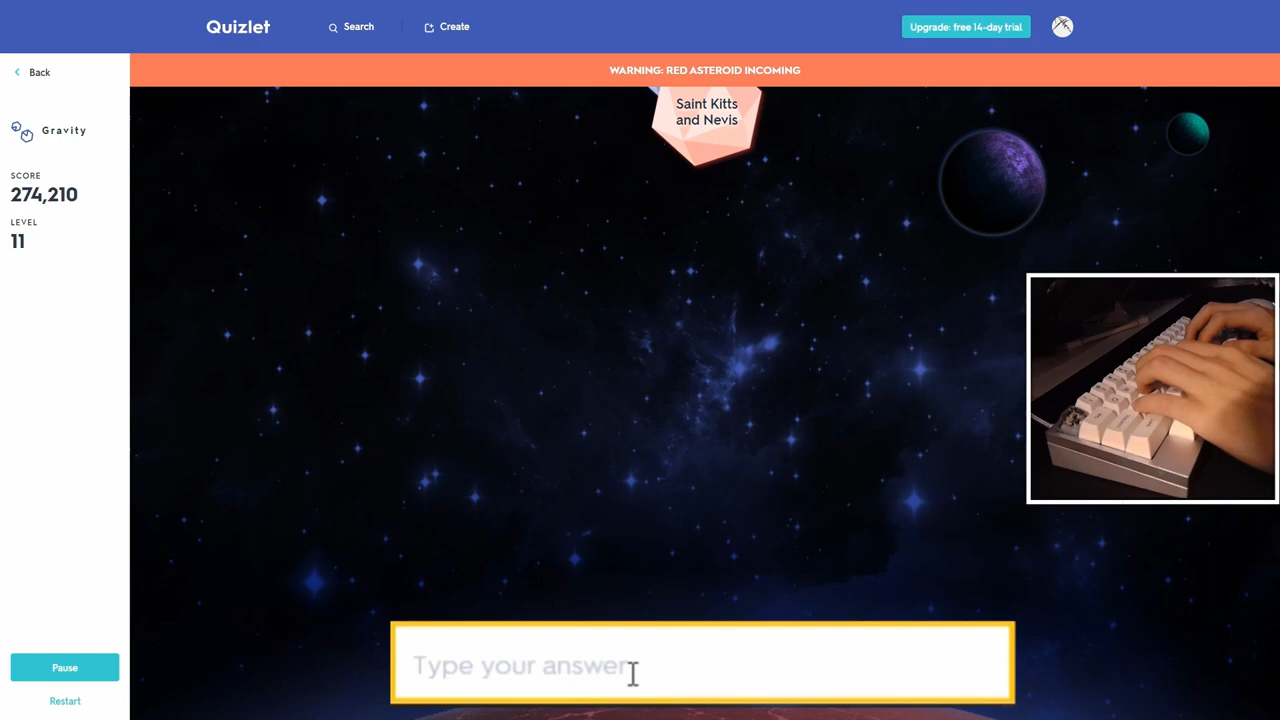 Quizlet
Search
Create
Upgrade: free 14-day trial
Back
WARNING: RED ASTEROID INCOMING
Saint Kitts
and Nevis
Gravity
SCORE
274,210
LEVEL
11
Type your answer
Pause
Restart